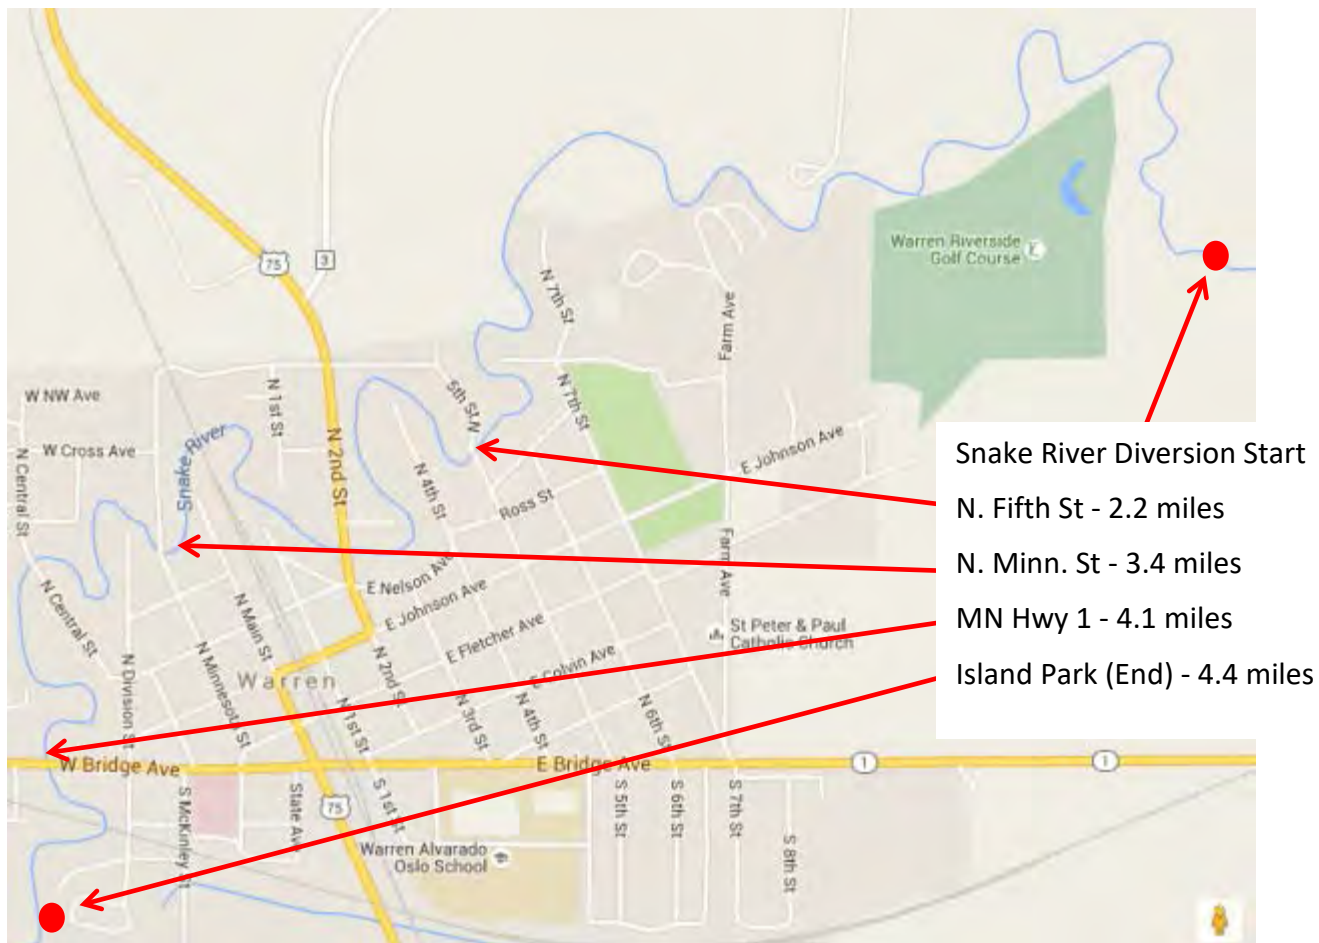 75
3
Warren Riverside
Golf Course
N 7th St
Farm Ave
W NW Ave
N 1st St
5th St N
N 7th St
N 2nd St
Snake River
W Cross Ave
N Central St
N 4th St
Ross St
E Johnson Ave
Snake River Diversion Start
N. Fifth St - 2.2 miles
N. Minn. St - 3.4 miles
MN Hwy 1 - 4.1 miles
Island Park (End) - 4.4 miles
Farm Ave
E Nelson Ave
E Johnson Ave
E Fletcher Ave
E Colvin Ave
St Peter & Paul
Catholic Church
N Central St
N Main St
N Minnesota St
N Division St
Warren
N 2nd St
N 1st St
N 3rd St
N 4th St
N 6th St
W Bridge Ave
E Bridge Ave
1
1
S McKinley St
State Ave
75
S 1st St
S 5th St
S 6th St
S 7th St
S 8th St
Warren Alvarado
Oslo School